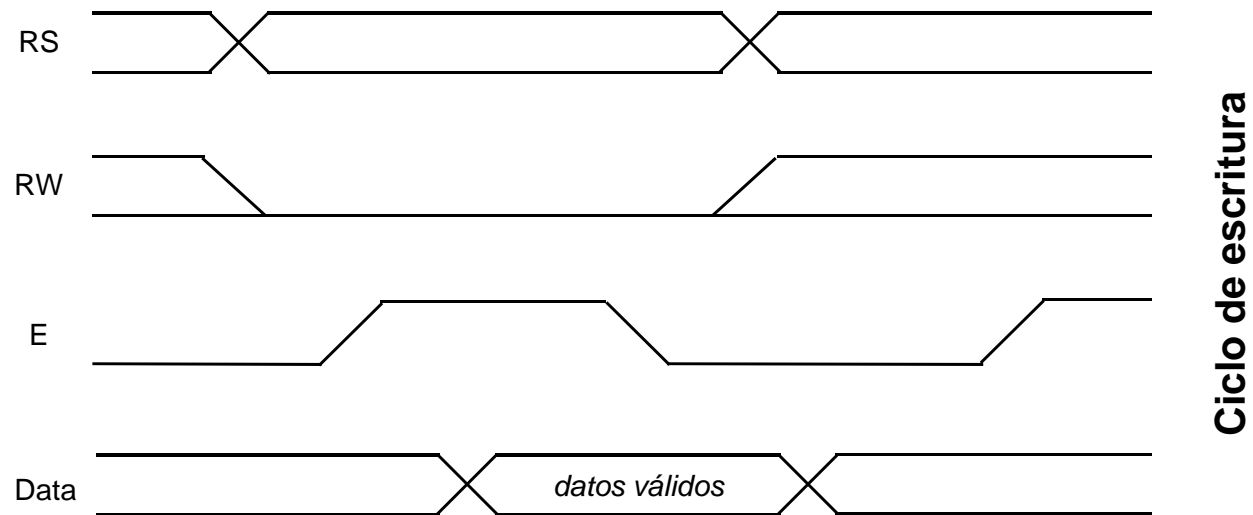 RS
RW
E
Data
datos válidos
Ciclo de escritura